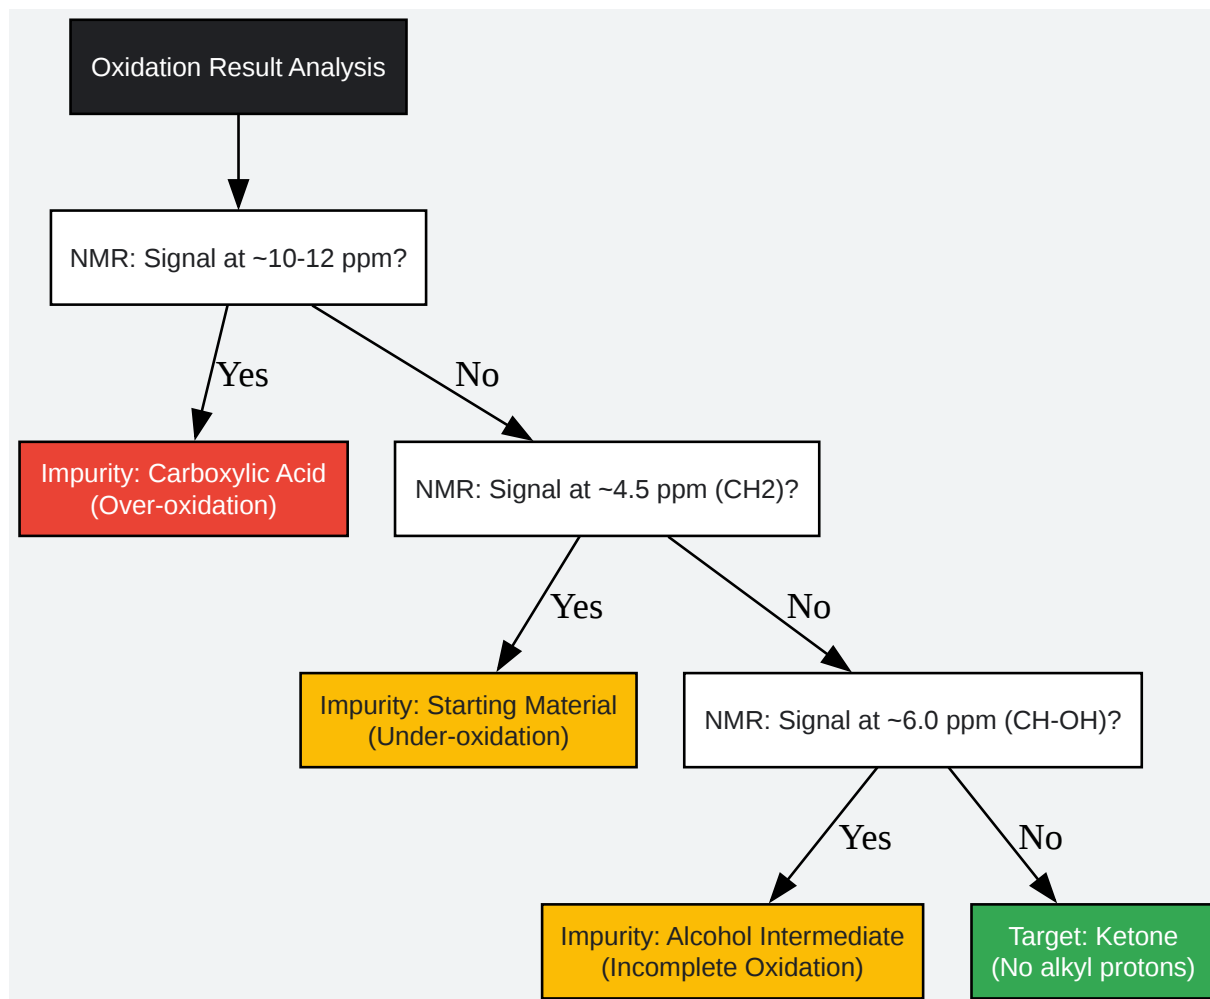 Oxidation Result Analysis
NMR: Signal at ~10-12 ppm?
Yes
No
Impurity: Carboxylic Acid
(Over-oxidation)
NMR: Signal at ~4.5 ppm (CH2)?
Yes
No
Impurity: Starting Material
(Under-oxidation)
NMR: Signal at ~6.0 ppm (CH-OH)?
Yes
No
Impurity: Alcohol Intermediate
(Incomplete Oxidation)
Target: Ketone
(No alkyl protons)